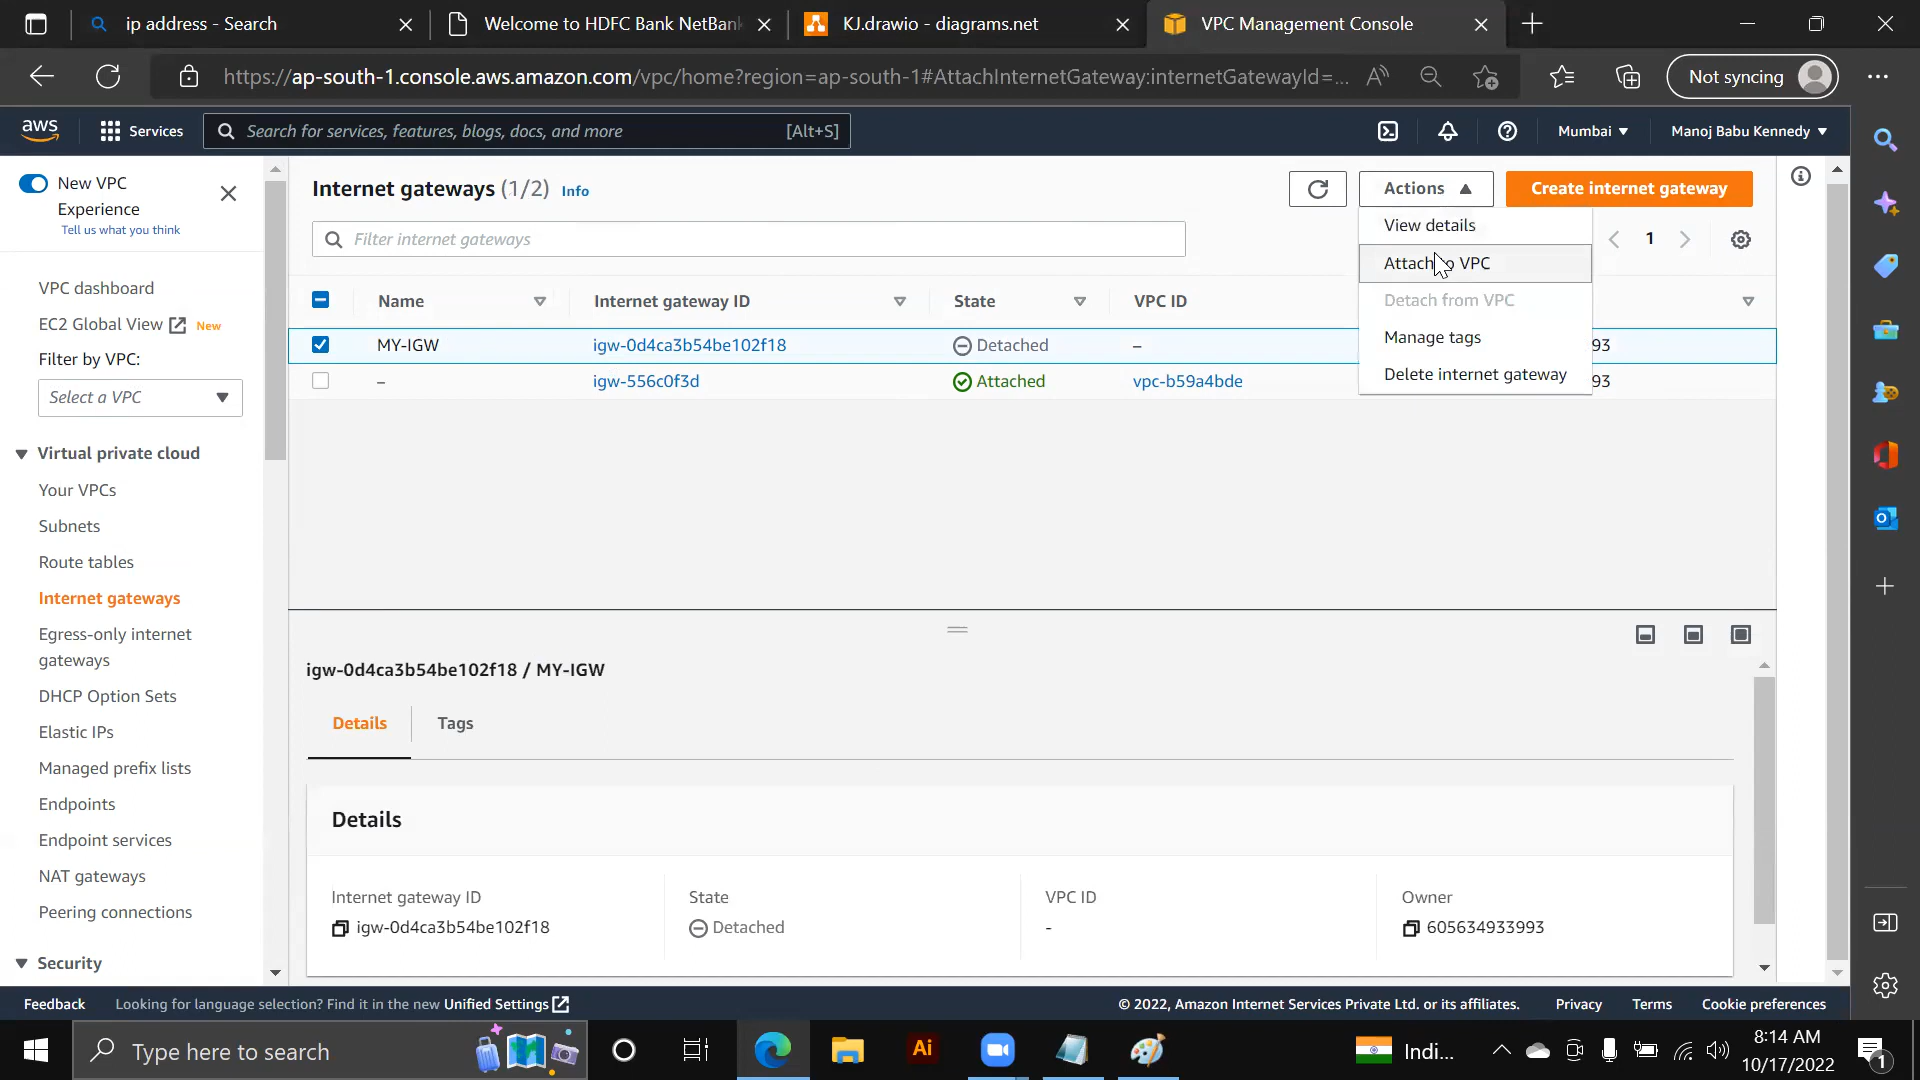 ip address - Search
Welcome to HDFC Bank NetBank
KJ.drawio - diagrams.net
VPC Management Console
https://ap-south-1.console.aws.amazon.com/vpc/home?region=ap-south-1#AttachInternetGateway:internetGatewayId=...
Not syncing
aws
Services
Search for services, features, blogs, docs, and more
[Alt+S]
Mumbai
Manoj Babu Kennedy
New VPC
Experience
Tell us what you think
VPC dashboard
EC2 Global View
New
Filter by VPC:
Select a VPC
Virtual private cloud
Your VPCs
Subnets
Route tables
Internet gateways
Egress-only internet
gateways
DHCP Option Sets
Elastic IPs
Managed prefix lists
Endpoints
Endpoint services
NAT gateways
Peering connections
Security
Internet gateways (1/2) Info
Actions
Create internet gateway
Filter internet gateways
1
View details
Attach to VPC
Detach from VPC
Manage tags
Delete internet gateway
Name
Internet gateway ID
State
VPC ID
MY-IGW
igw-0d4ca3b54be102f18
Detached
–
93
–
igw-556c0f3d
Attached
vpc-b59a4bde
93
igw-0d4ca3b54be102f18 / MY-IGW
Details
Tags
Details
Internet gateway ID
igw-0d4ca3b54be102f18
State
Detached
VPC ID
-
Owner
605634933993
Feedback
Looking for language selection? Find it in the new Unified Settings
© 2022, Amazon Internet Services Private Ltd. or its affiliates.
Privacy
Terms
Cookie preferences
Type here to search
Ai
Indi...
8:14 AM
10/17/2022
1